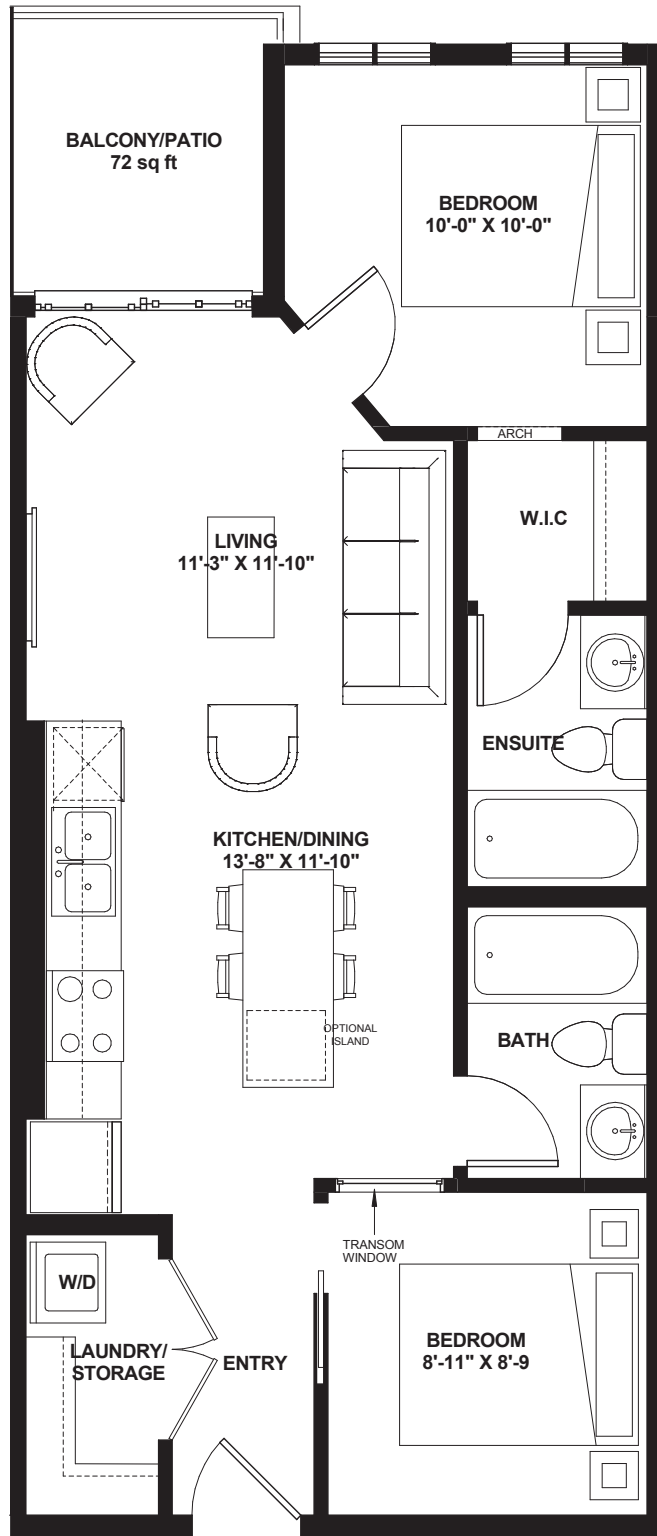 BALCONY/PATIO
72 sq ft
BEDROOM
10'-0" X 10'-0"
ARCH
W.I.C
LIVING
11'-3" X 11'-10"
ENSUITE
KITCHEN/DINING
13'-8" X 11'-10"
OPTIONAL
ISLAND
BATH
TRANSOM
WINDOW
W/D
LAUNDRY/
STORAGE
ENTRY
BEDROOM
8'-11" X 8'-9